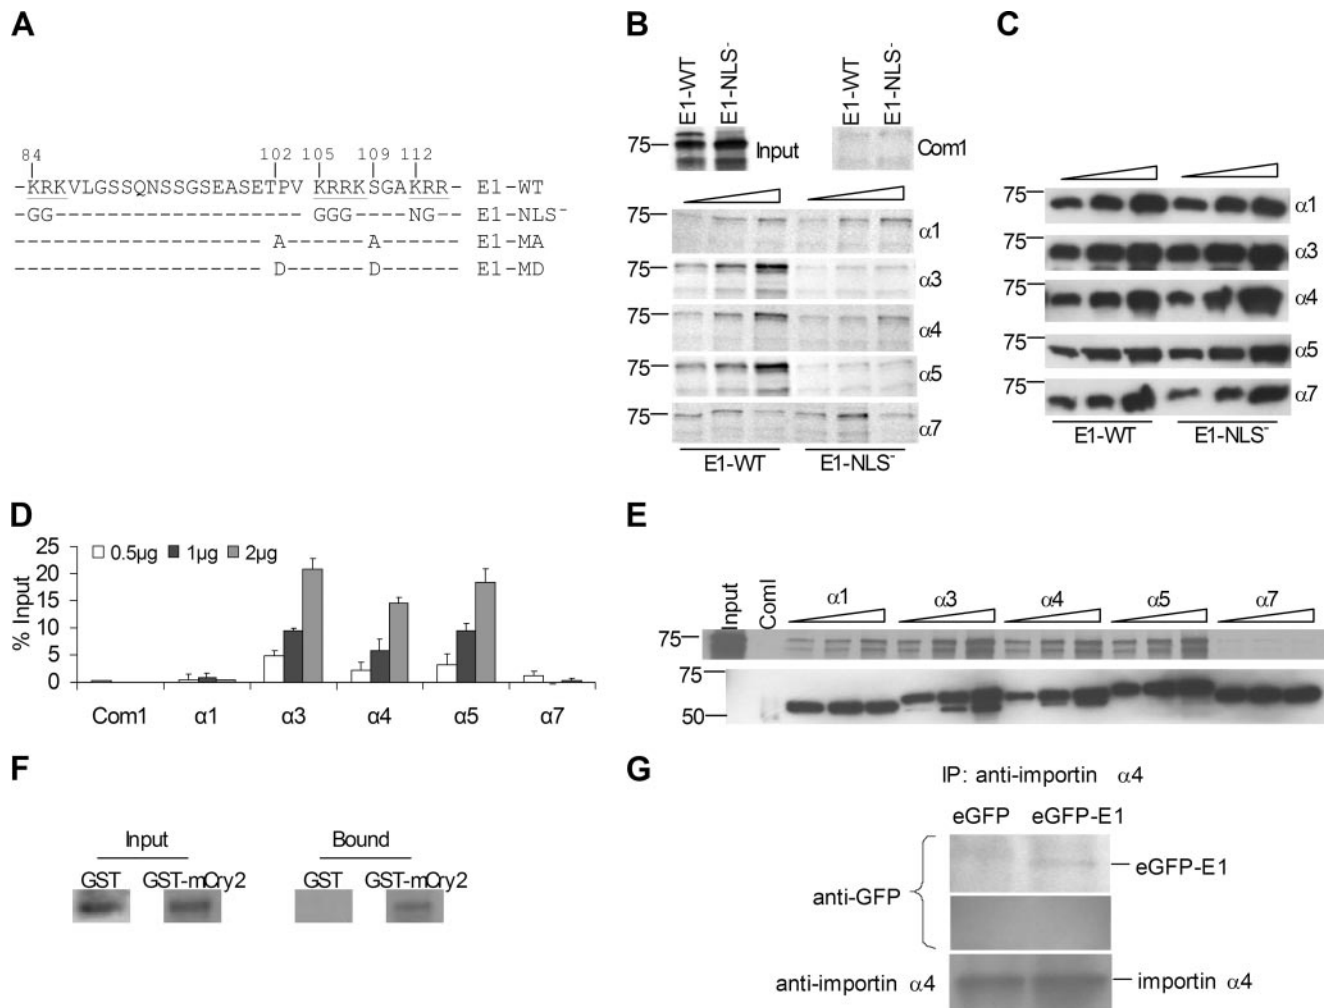 A
84 102 105 109 112
-KRKVLGSSQNSSGSEASETPV KRRKSGAKRR- E1-WT
-GG------------------- GGG-----NG-- E1-NLS⁻
--------------------A-------A------ E1-MA
--------------------D-------D------ E1-MD
B
E1-WT
E1-NLS⁻
E1-WT
E1-NLS⁻
75
Input
Com1
75
α1
75
α3
75
α4
75
α5
75
α7
E1-WT
E1-NLS⁻
C
75
α1
75
α3
75
α4
75
α5
75
α7
E1-WT
E1-NLS⁻
D
% Input
25
20
15
10
5
0
0.5µg 1µg 2µg
Com1 α1 α3 α4 α5 α7
E
Input
ComI
α1 α3 α4 α5 α7
75
75
50
F
Input
Bound
GST GST-mCry2
GST GST-mCry2
G
IP: anti-importin α4
eGFP eGFP-E1
anti-GFP
eGFP-E1
anti-importin α4
importin α4